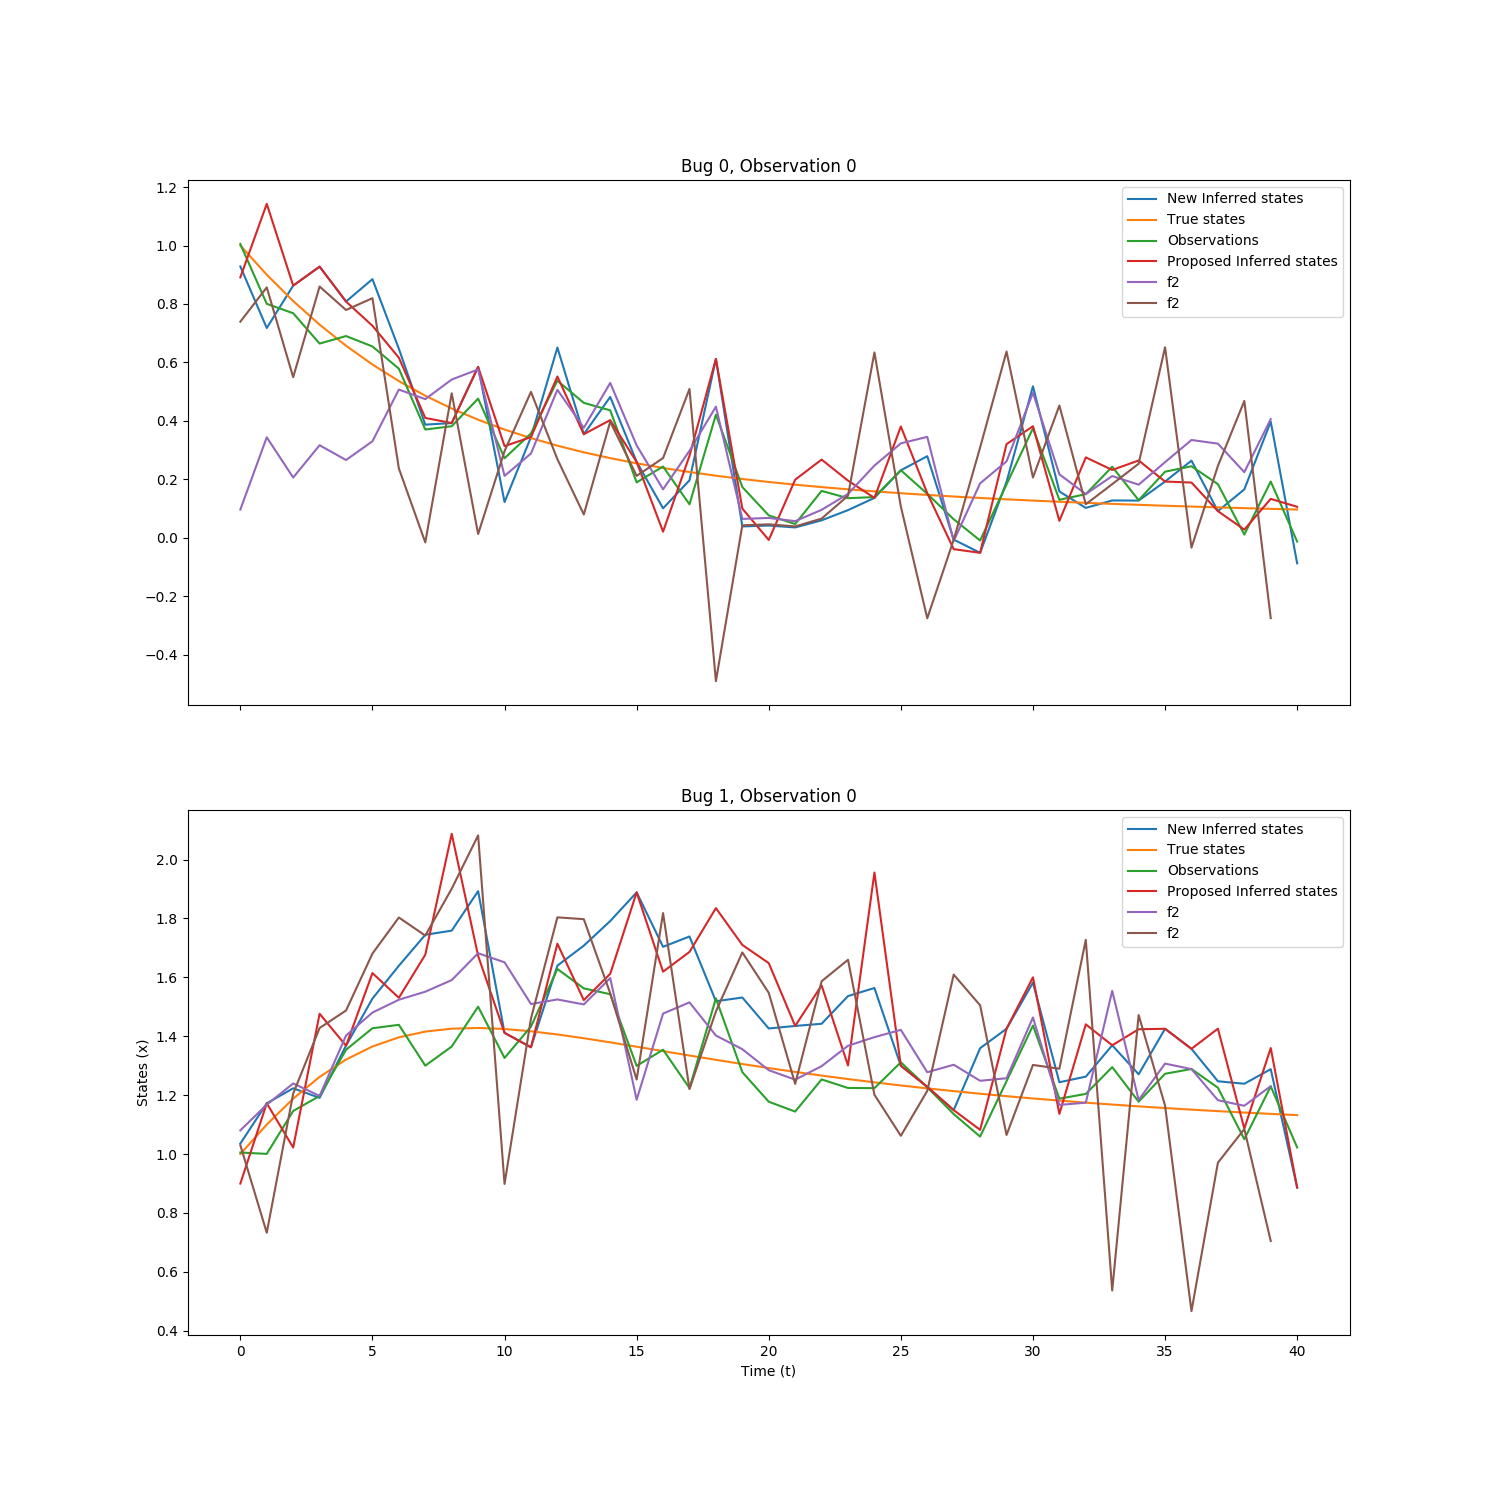 Bug 0, Observation 0
1.2
1.0
0.8
0.6
0.4
0.2
0.0
−0.2
−0.4
New Inferred states
True states
Observations
Proposed Inferred states
f2
f2
Bug 1, Observation 0
2.0
1.8
1.6
1.4
1.2
1.0
0.8
0.6
0.4
States (x)
New Inferred states
True states
Observations
Proposed Inferred states
f2
f2
0 5 10 15 20 25 30 35 40
Time (t)